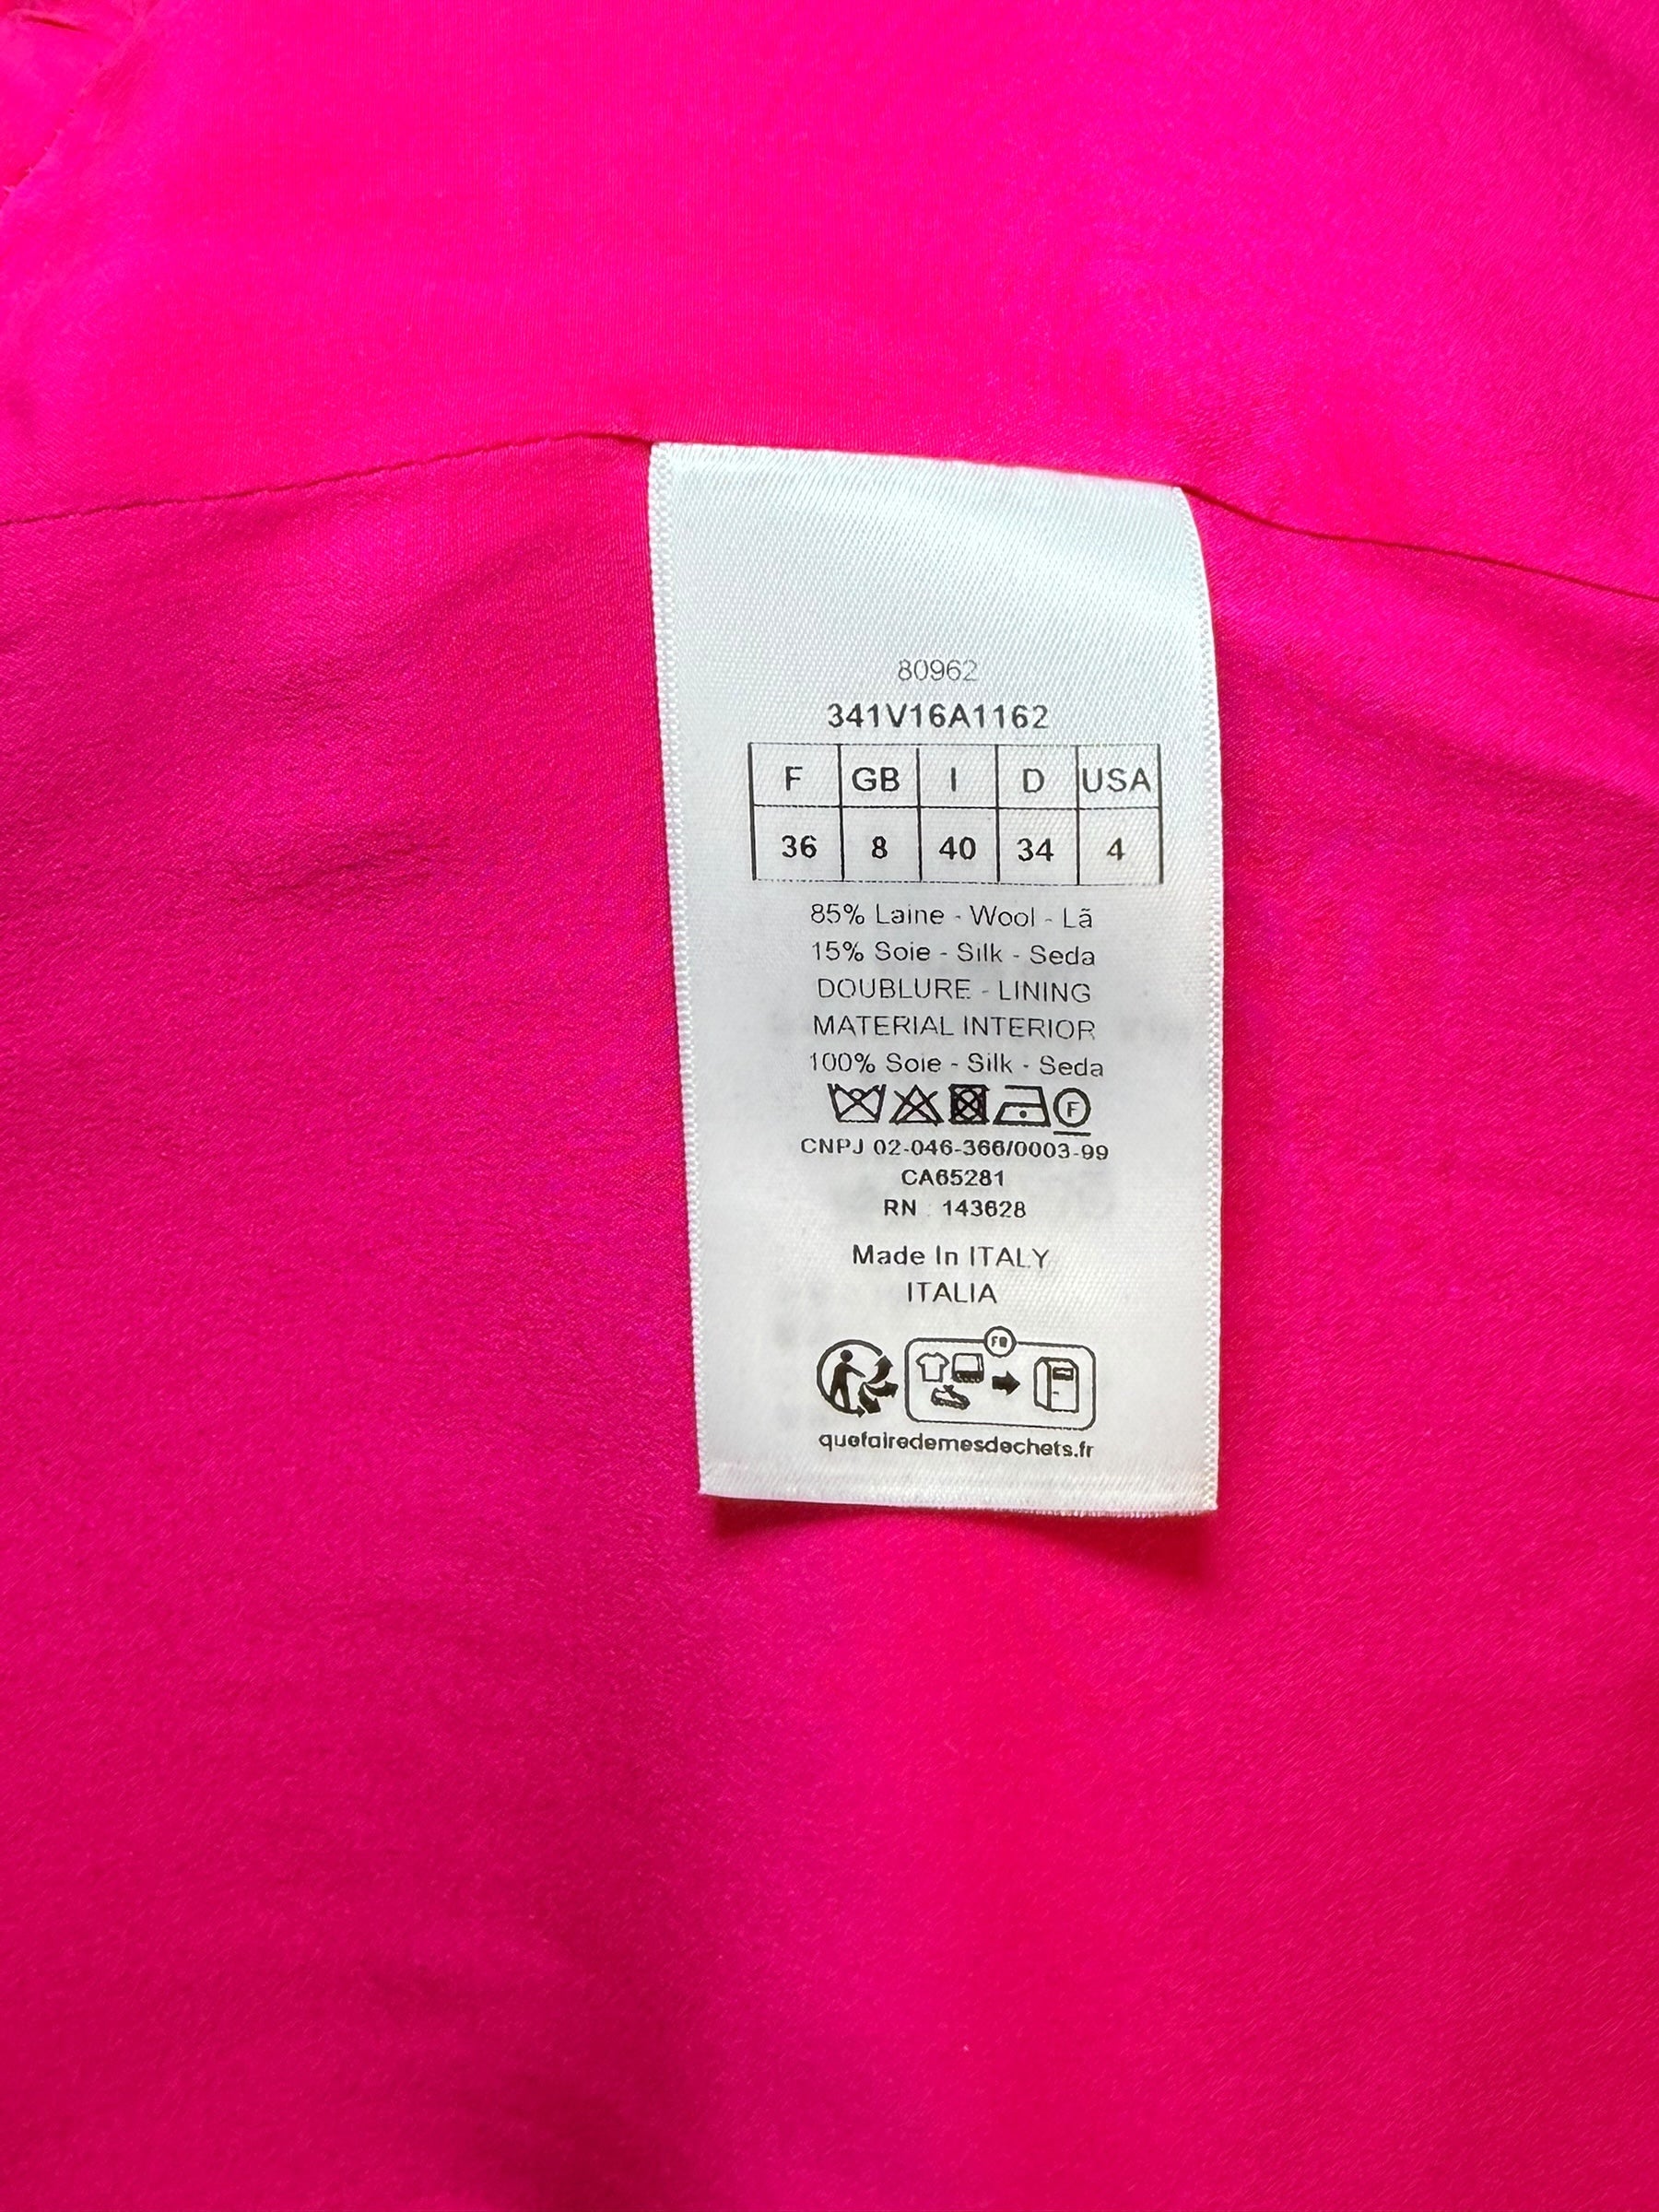 80962
341V16A1162
F GB I D USA
36 8 40 34 4
85% Laine - Wool - Lã
15% Soie - Silk - Seda
DOUBLURE - LINING
MATERIAL INTERIOR
100% Soie - Silk - Seda
F
CNPJ 02-046-366/0003-99
CA65281
RN : 143628
Made In ITALY
ITALIA
FR
quefairedemesdechets.fr